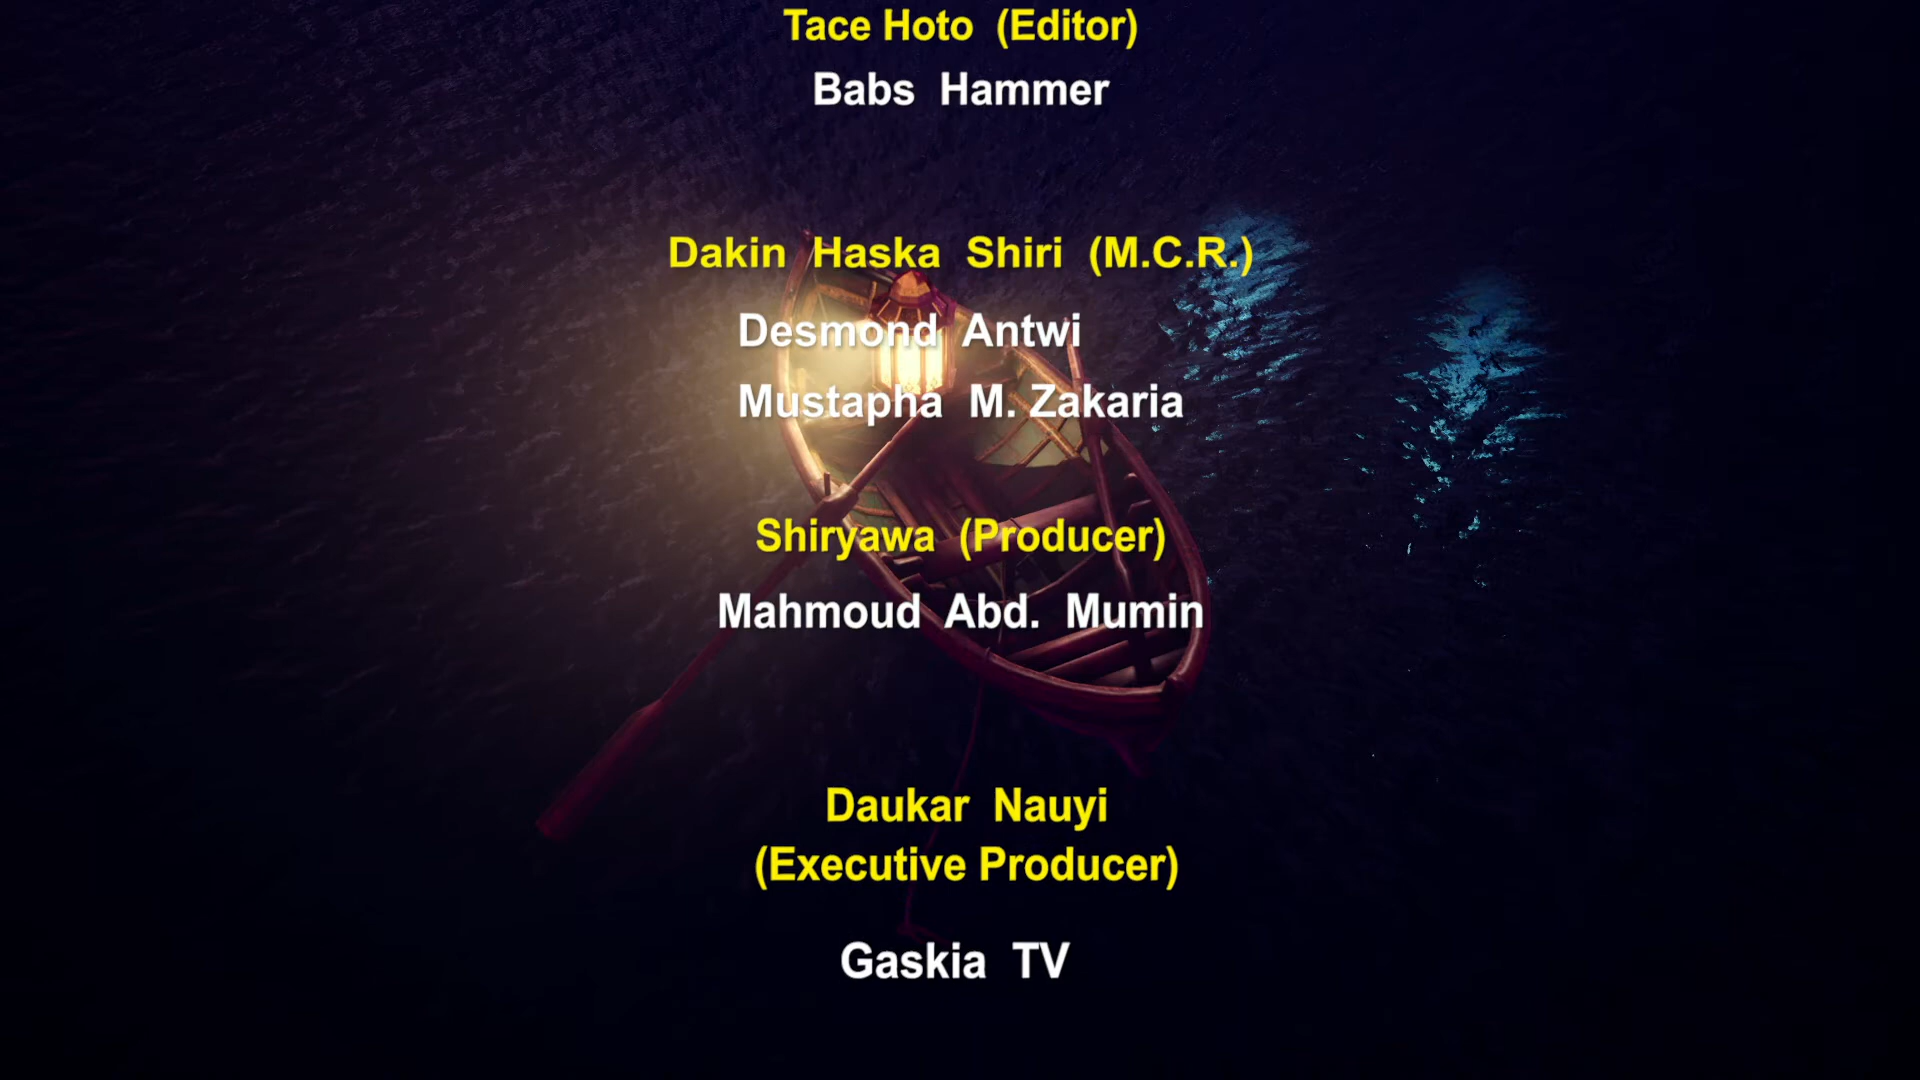 Tace Hoto (Editor)
Babs Hammer
Dakin Haska Shiri (M.C.R.)
Desmond Antwi
Mustapha M. Zakaria
Shiryawa (Producer)
Mahmoud Abd. Mumin
Daukar Nauyi
(Executive Producer)
Gaskia TV